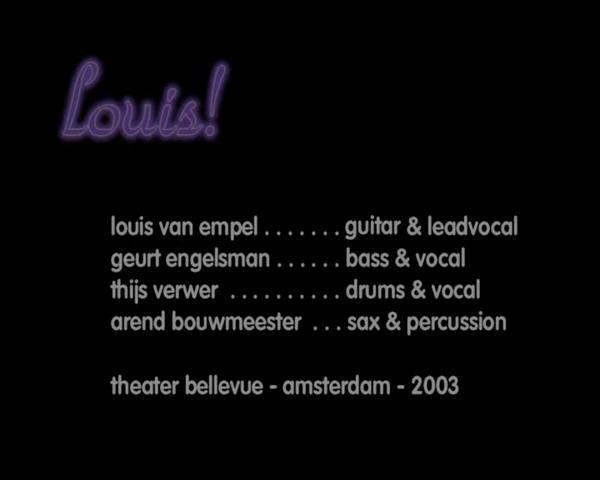 Louis!
louis van empel . . . . . . . guitar & leadvocal
geurt engelsman . . . . . . bass & vocal
thijs verwer . . . . . . . . . . drums & vocal
arend bouwmeester . . . sax & percussion
theater bellevue - amsterdam - 2003